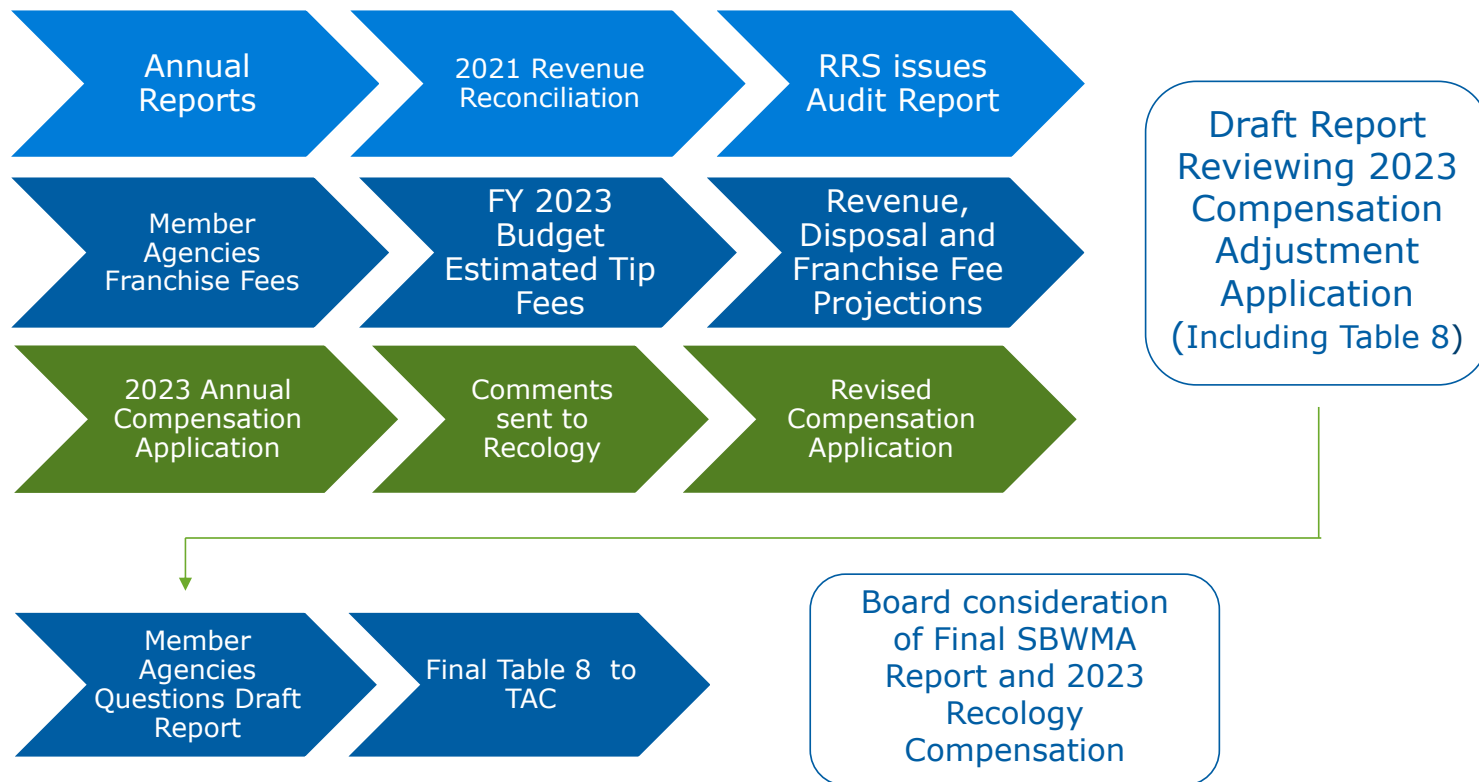 Annual
Reports
2021 Revenue
Reconciliation
RRS issues
Audit Report
Member
Agencies
Franchise Fees
FY 2023
Budget
Estimated Tip
Fees
Revenue,
Disposal and
Franchise Fee
Projections
2023 Annual
Compensation
Application
Comments
sent to
Recology
Revised
Compensation
Application
Draft Report
Reviewing 2023
Compensation
Adjustment
Application
(Including Table 8)
Member
Agencies
Questions Draft
Report
Final Table 8 to
TAC
Board consideration
of Final SBWMA
Report and 2023
Recology
Compensation